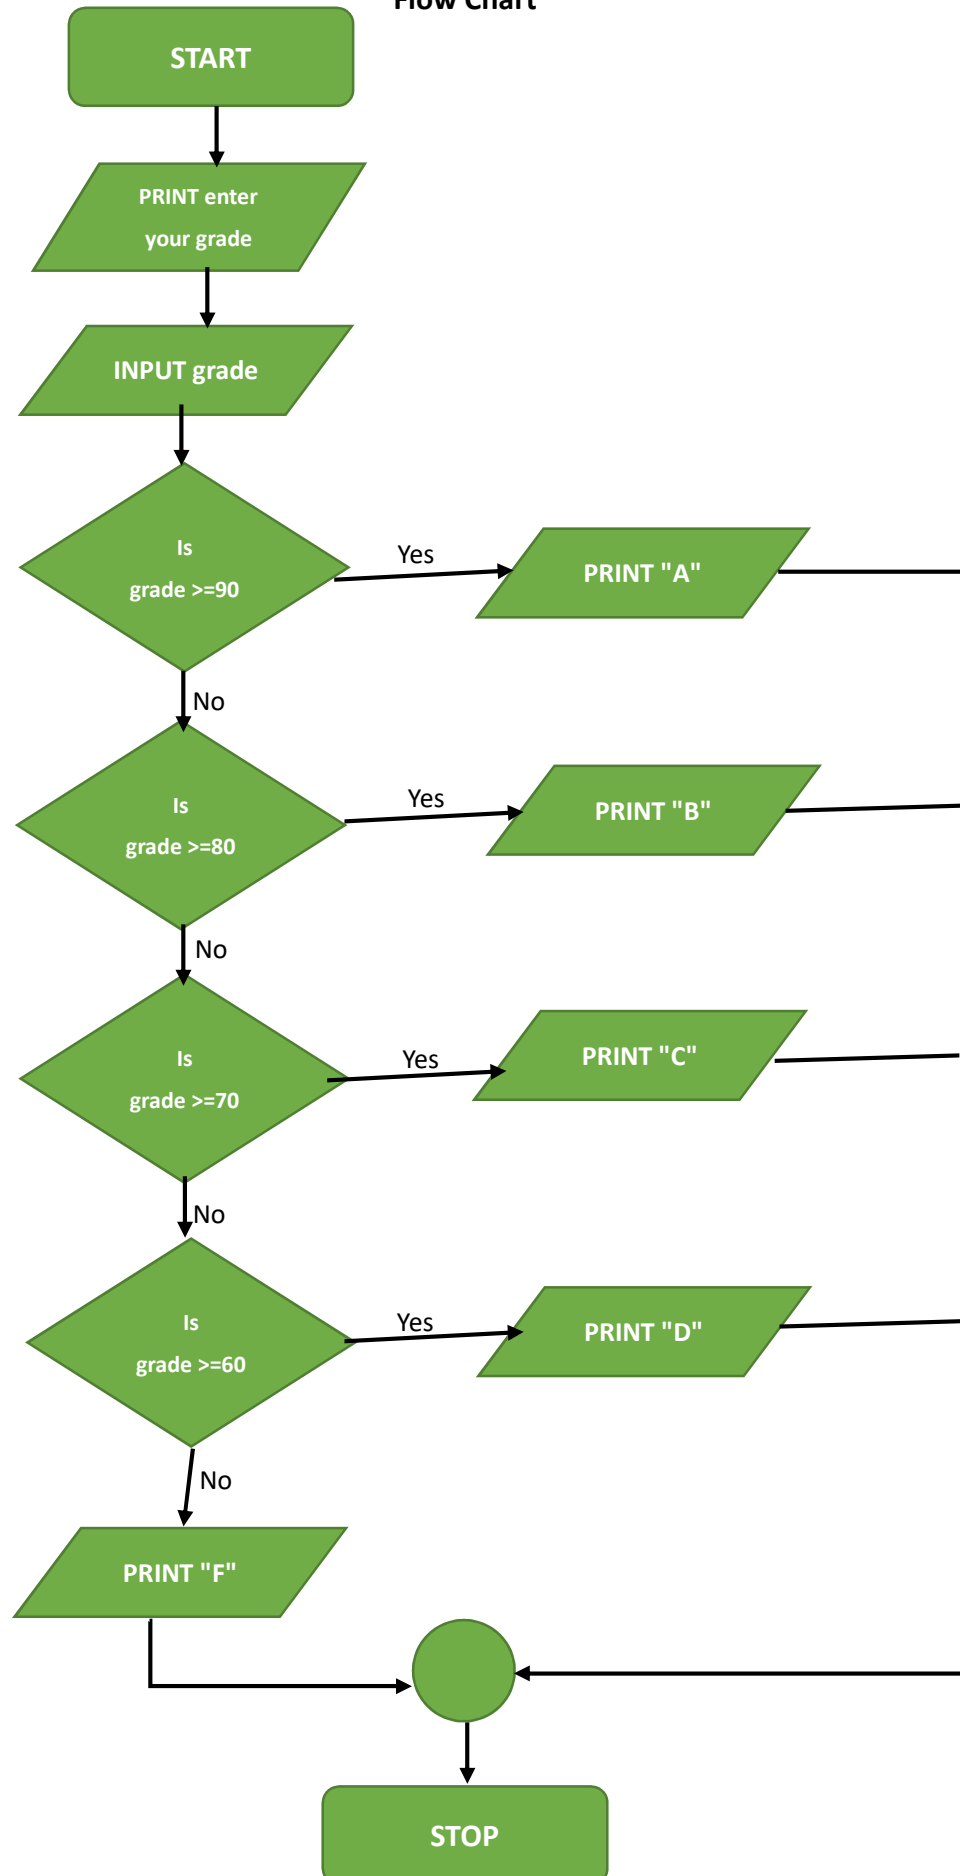 Flow Chart
START
PRINT enter
your grade
INPUT grade
Is
grade >=90
Yes
PRINT "A"
No
Is
grade >=80
Yes
PRINT "B"
No
Is
grade >=70
Yes
PRINT "C"
No
Is
grade >=60
Yes
PRINT "D"
No
PRINT "F"
STOP